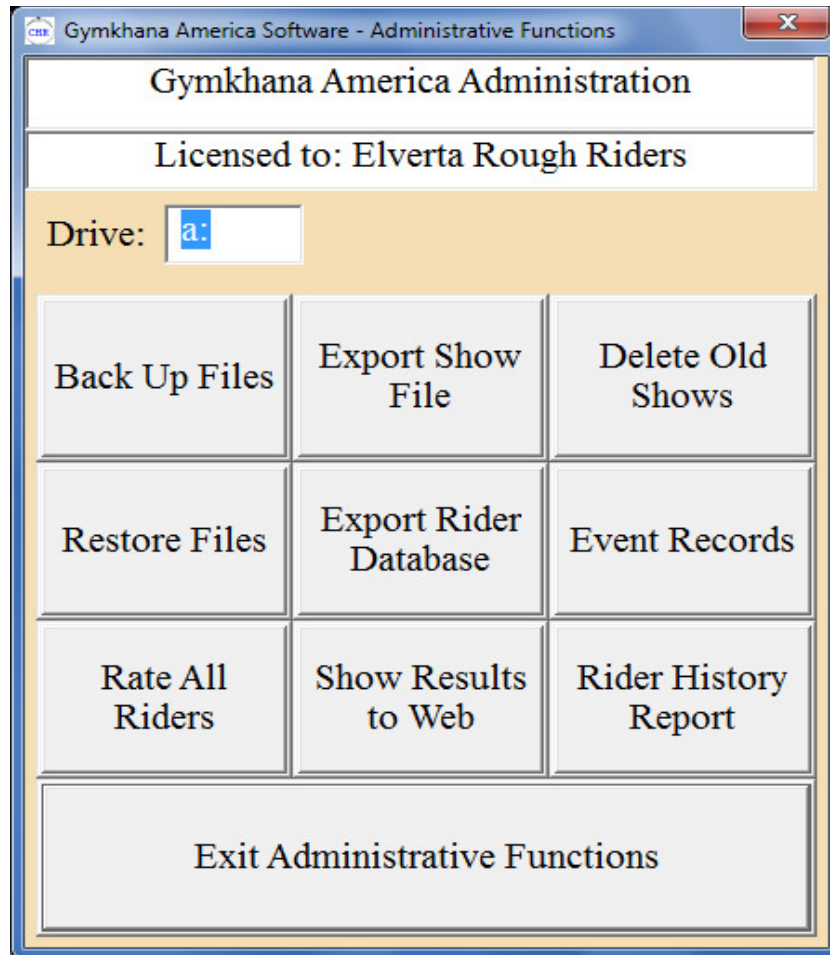 CHR
Gymkhana America Software - Administrative Functions
Gymkhana America Administration
Licensed to: Elverta Rough Riders
Drive: a:
Back Up Files
Export Show
File
Delete Old
Shows
Restore Files
Export Rider
Database
Event Records
Rate All
Riders
Show Results
to Web
Rider History
Report
Exit Administrative Functions